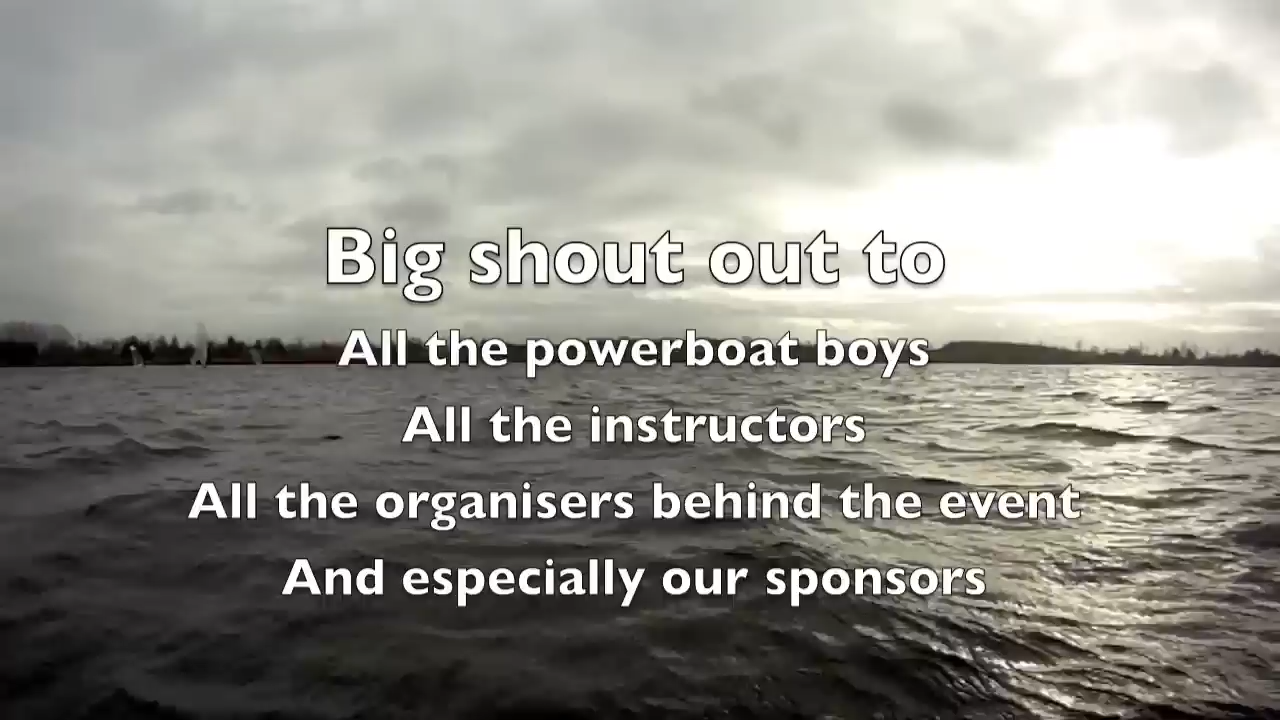 Big shout out to
All the powerboat boys
All the instructors
All the organisers behind the event
And especially our sponsors